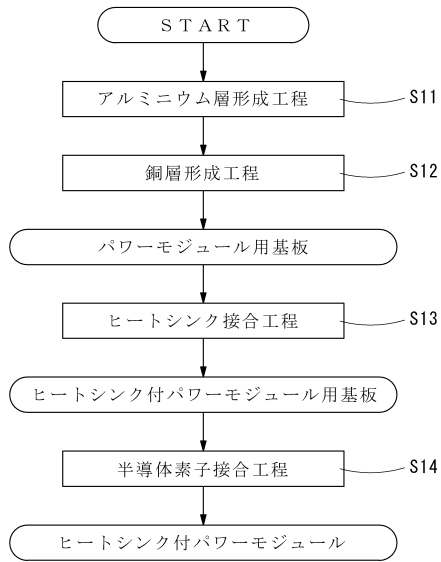 ＳＴＡＲＴ
アルミニウム層形成工程 S11
銅層形成工程 S12
パワーモジュール用基板
ヒートシンク接合工程 S13
ヒートシンク付パワーモジュール用基板
半導体素子接合工程 S14
ヒートシンク付パワーモジュール